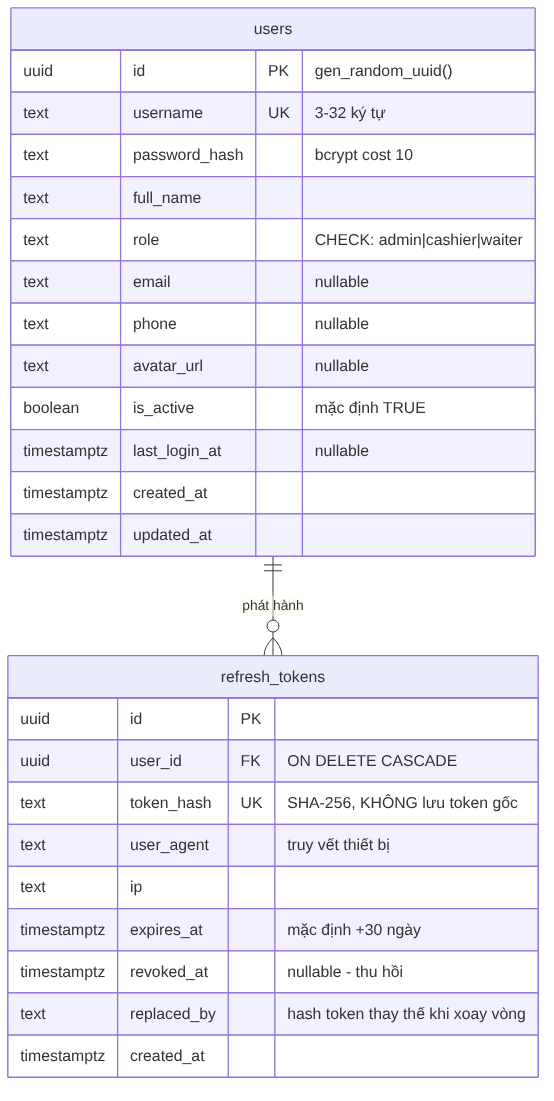 users
uuid id PK gen_random_uuid()
text username UK 3-32 ký tự
text password_hash bcrypt cost 10
text full_name
text role CHECK: admin|cashier|waiter
text email nullable
text phone nullable
text avatar_url nullable
boolean is_active mặc định TRUE
timestamptz last_login_at nullable
timestamptz created_at
timestamptz updated_at
phát hành
refresh_tokens
uuid id PK
uuid user_id FK ON DELETE CASCADE
text token_hash UK SHA-256, KHÔNG lưu token gốc
text user_agent truy vết thiết bị
text ip
timestamptz expires_at mặc định +30 ngày
timestamptz revoked_at nullable - thu hồi
text replaced_by hash token thay thế khi xoay vòng
timestamptz created_at